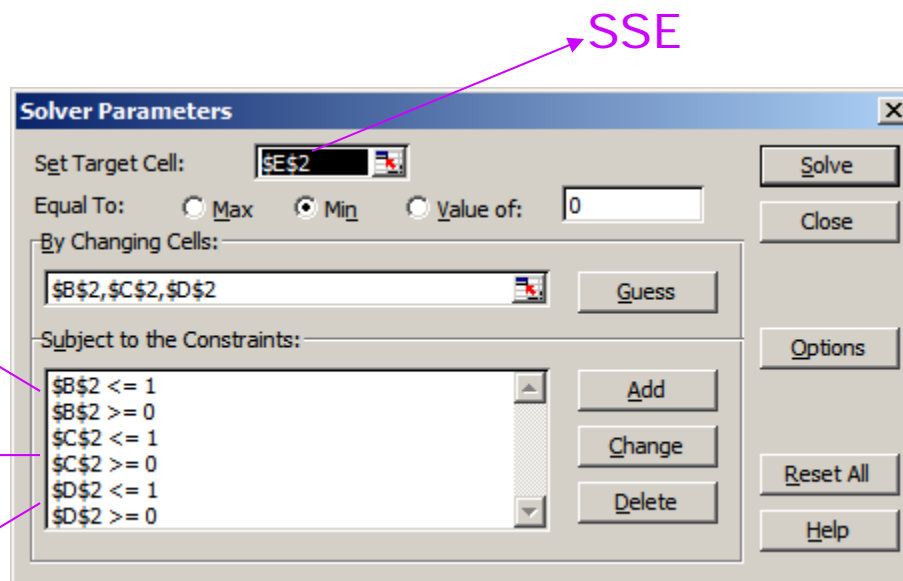 SSE
Solver Parameters
Set Target Cell: $E$2 Solve
Equal To: Max Min Value of: 0 Close
By Changing Cells:
$B$2,$C$2,$D$2 Guess
Subject to the Constraints: Options
$B$2 <= 1 Add
$B$2 >= 0
$C$2 <= 1 Change
$C$2 >= 0
$D$2 <= 1 Delete Reset All
$D$2 >= 0
Help